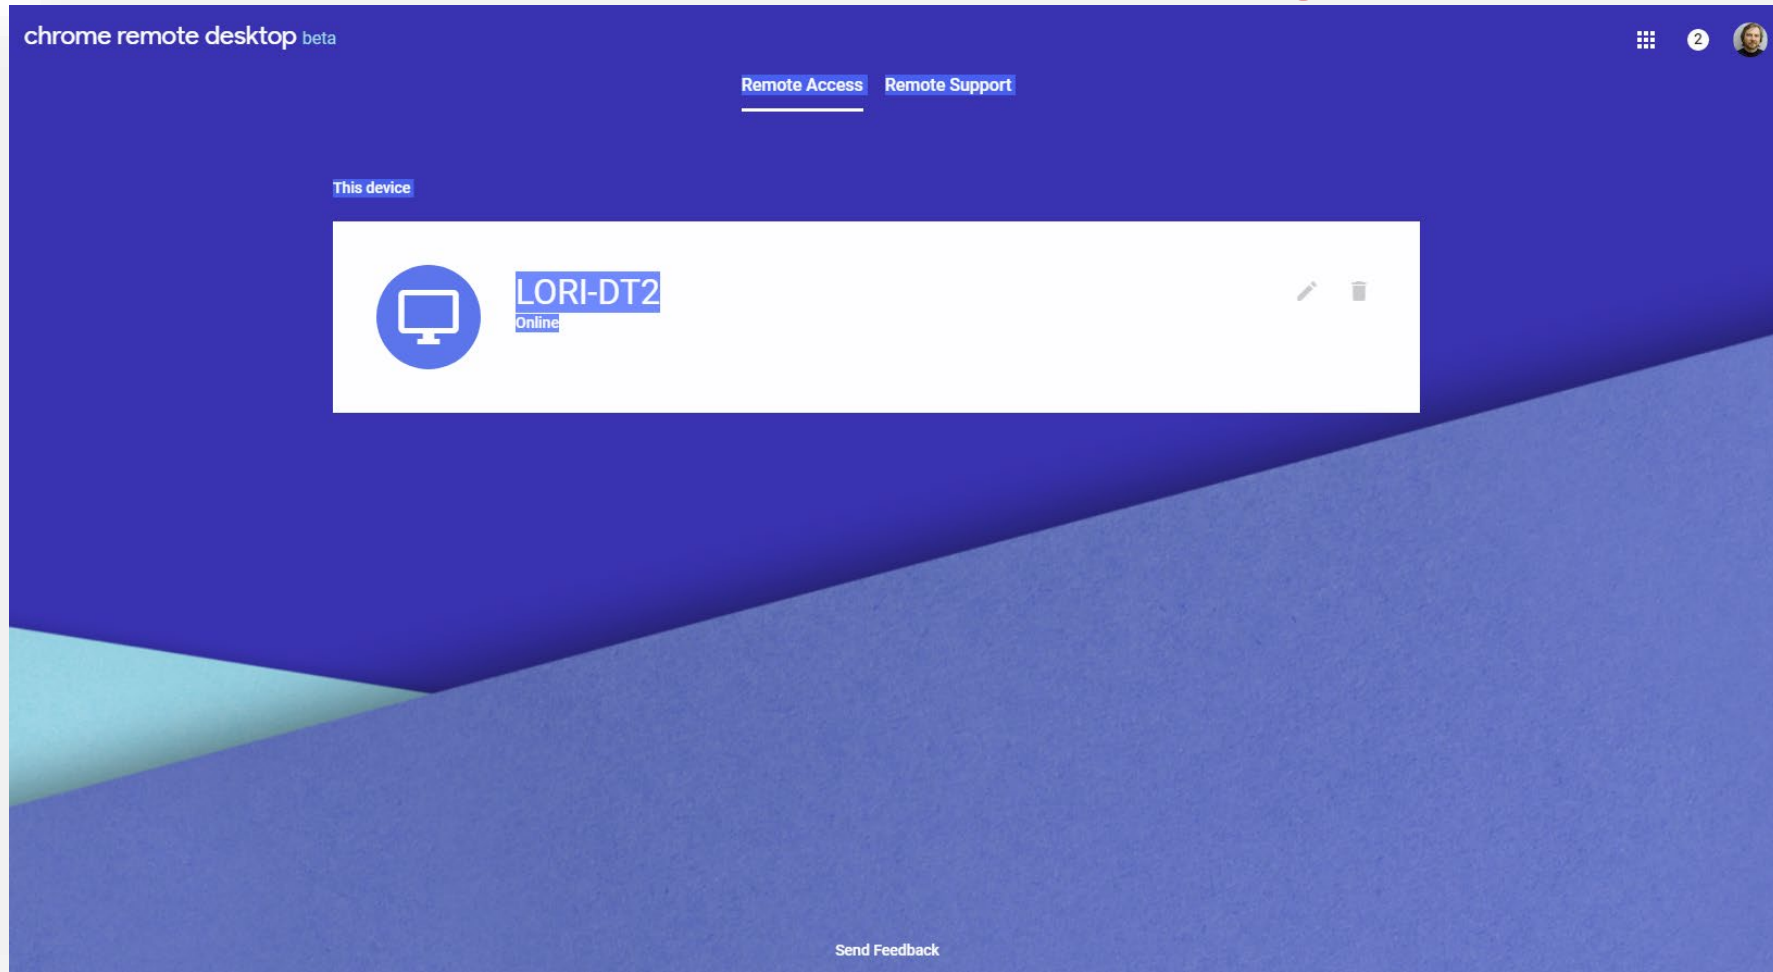 chrome remote desktop beta
2
Remote Access Remote Support
This device
LORI-DT2
Online
Send Feedback